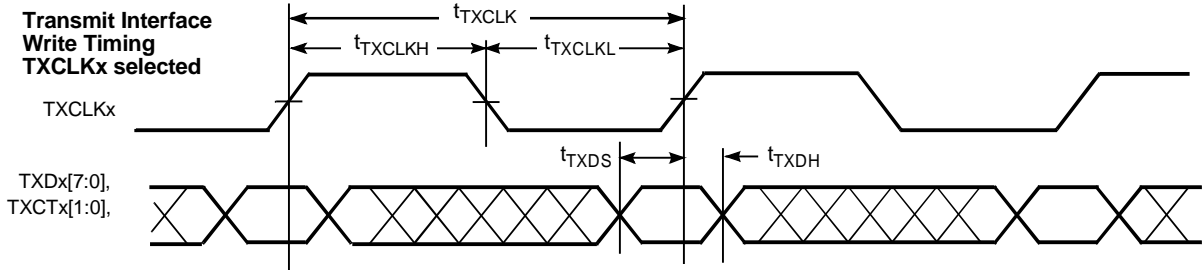 Transmit Interface
Write Timing
TXCLKx selected
tTXCLK
tTXCLKH
tTXCLKL
TXCLKx
tTXDS
tTXDH
TXDx[7:0],
TXCTx[1:0],